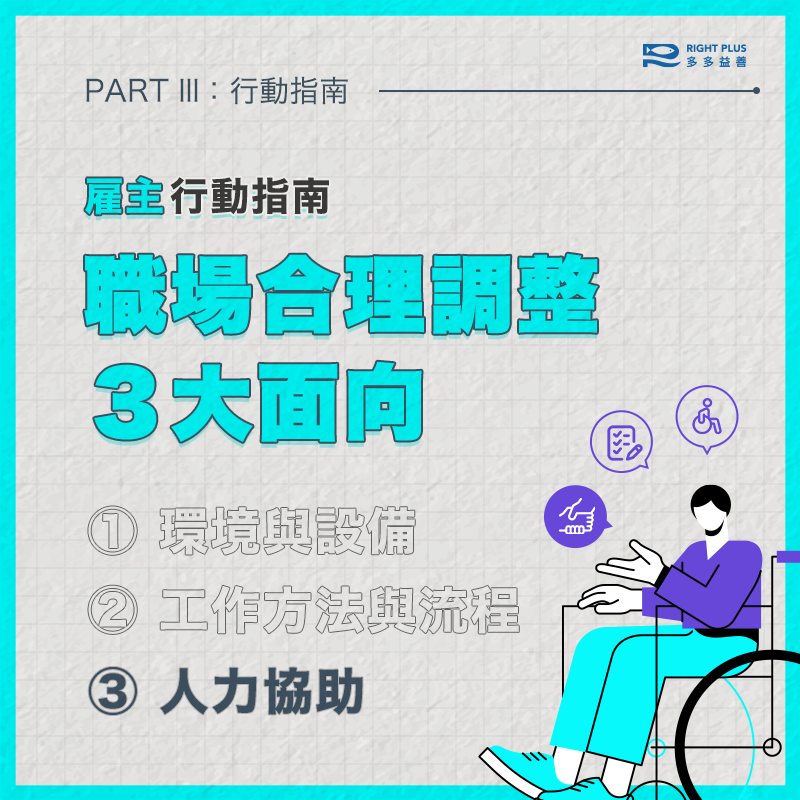 RIGHT PLUS
多多益善
PART III：行動指南
雇主行動指南
職場合理調整
3大面向
① 環境與設備
② 工作方法與流程
③ 人力協助